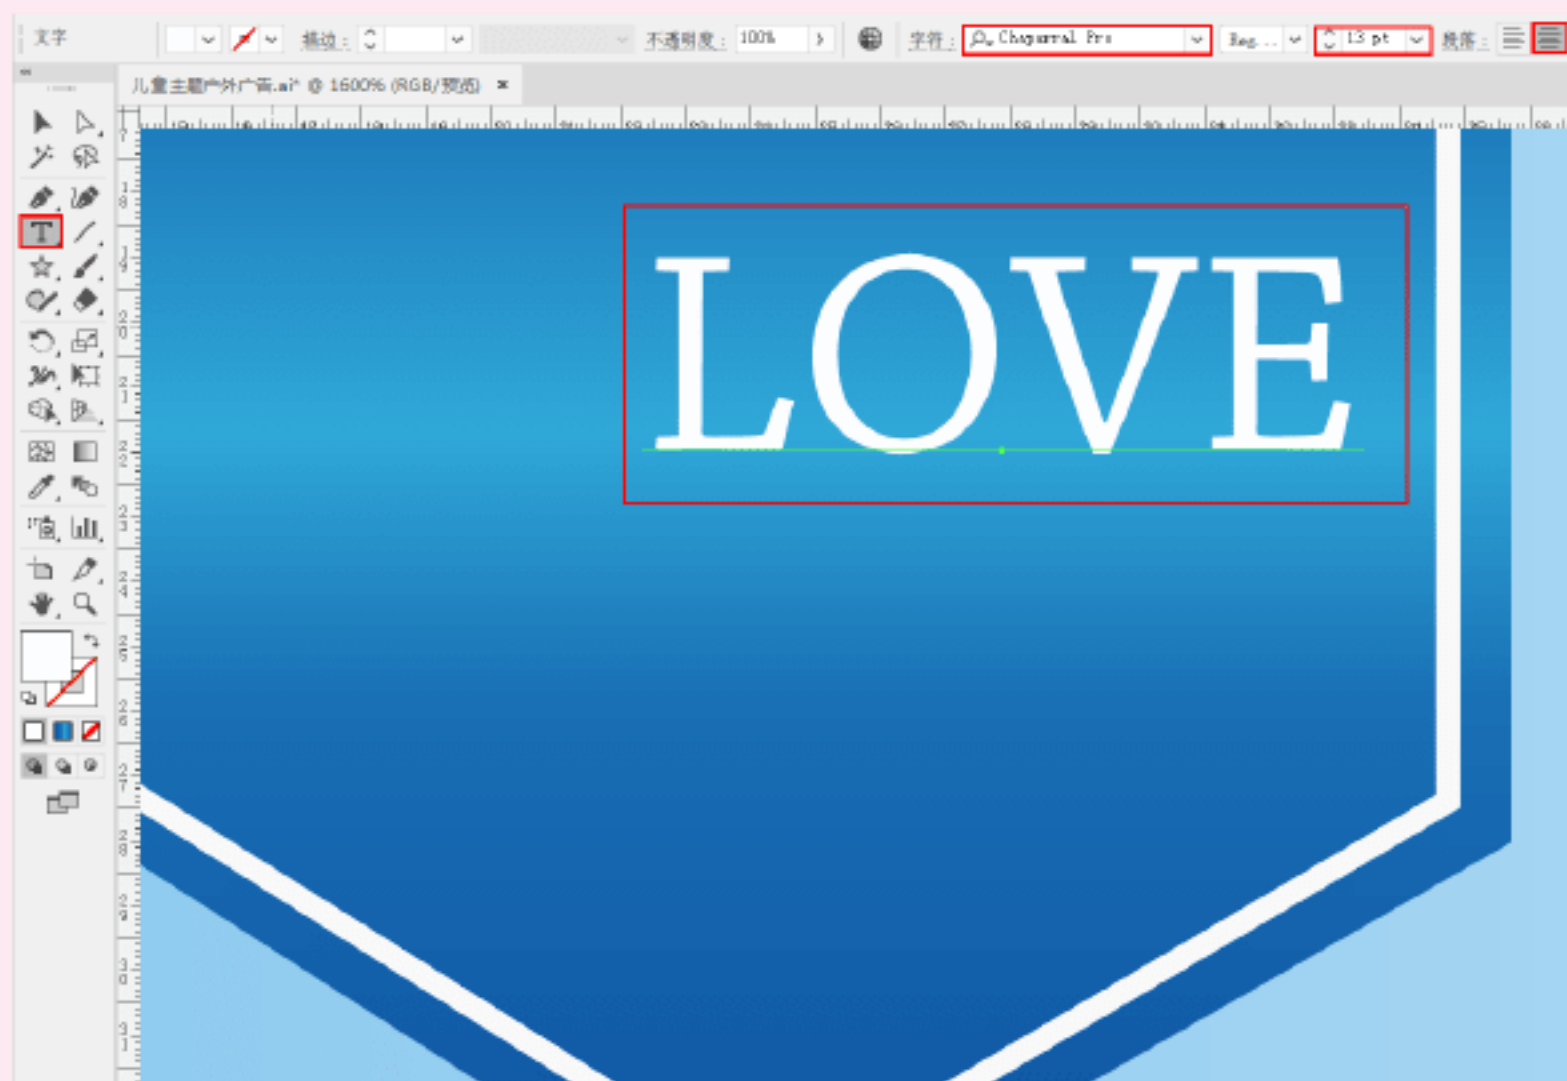 文字 描边: 不透明度: 100% 字符: Chaparral Pro Reg... 13 pt 段落:
儿童主题户外广告.ai* @ 1600% (RGB/预览) ×
LOVE